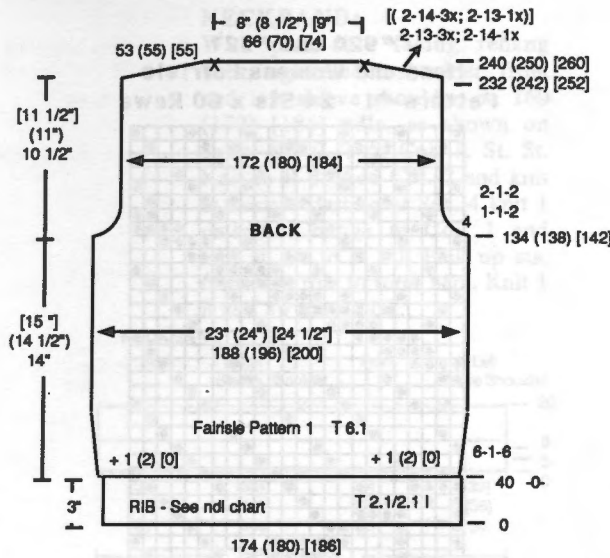 8" (8 1/2") [9"]
66 (70) [74]
[( 2-14-3x; 2-13-1x)]
2-13-3x; 2-14-1x
53 (55) [55]
X X
240 (250) [260]
232 (242) [252]
[11 1/2"]
(11")
10 1/2"
172 (180) [184]
2-1-2
1-1-2
4
BACK
134 (138) [142]
[15 "]
(14 1/2")
14"
23" (24") [24 1/2"]
188 (196) [200]
Fairisle Pattern 1 T 6.1
+ 1 (2) [0] + 1 (2) [0]
6-1-6
40 -0-
3"
RIB - See ndl chart T 2.1/2.1 I
0
174 (180) [186]